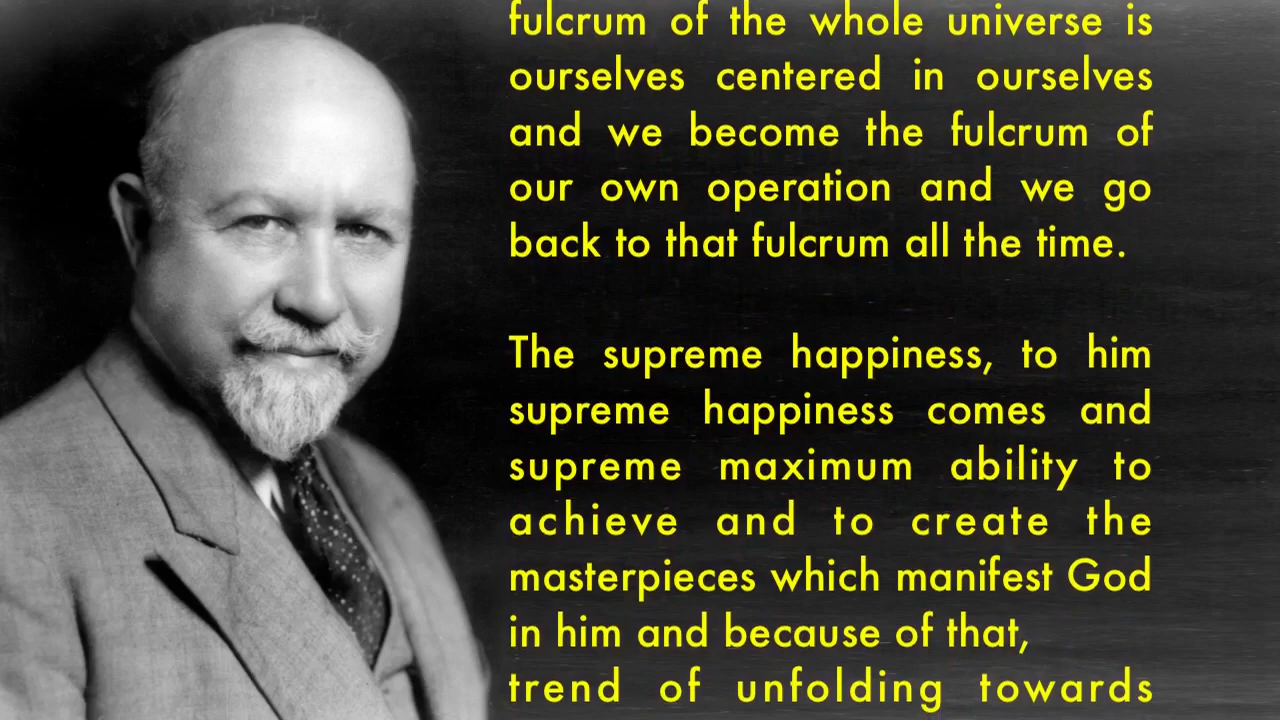 fulcrum of the whole universe is
ourselves centered in ourselves
and we become the fulcrum of
our own operation and we go
back to that fulcrum all the time.
The supreme happiness, to him
supreme happiness comes and
supreme maximum ability to
achieve and to create the
masterpieces which manifest God
in him and because of that,
trend of unfolding towards